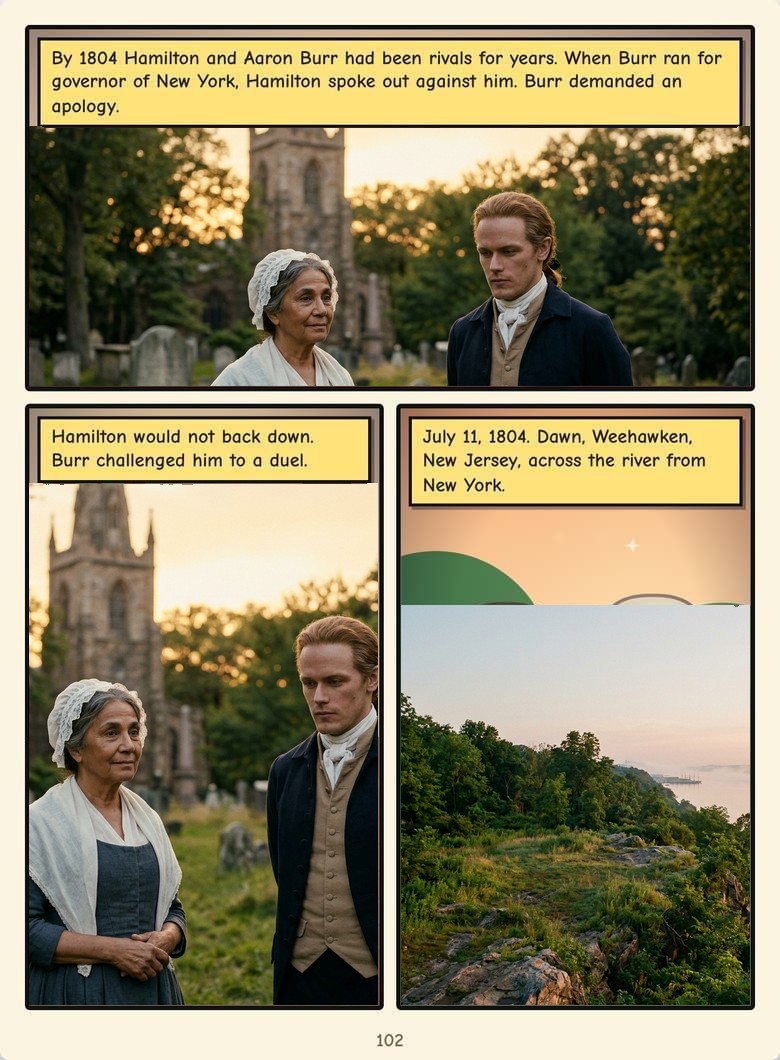 By 1804 Hamilton and Aaron Burr had been rivals for years. When Burr ran for
governor of New York, Hamilton spoke out against him. Burr demanded an
apology.
Hamilton would not back down.
Burr challenged him to a duel.
July 11, 1804. Dawn, Weehawken,
New Jersey, across the river from
New York.
102